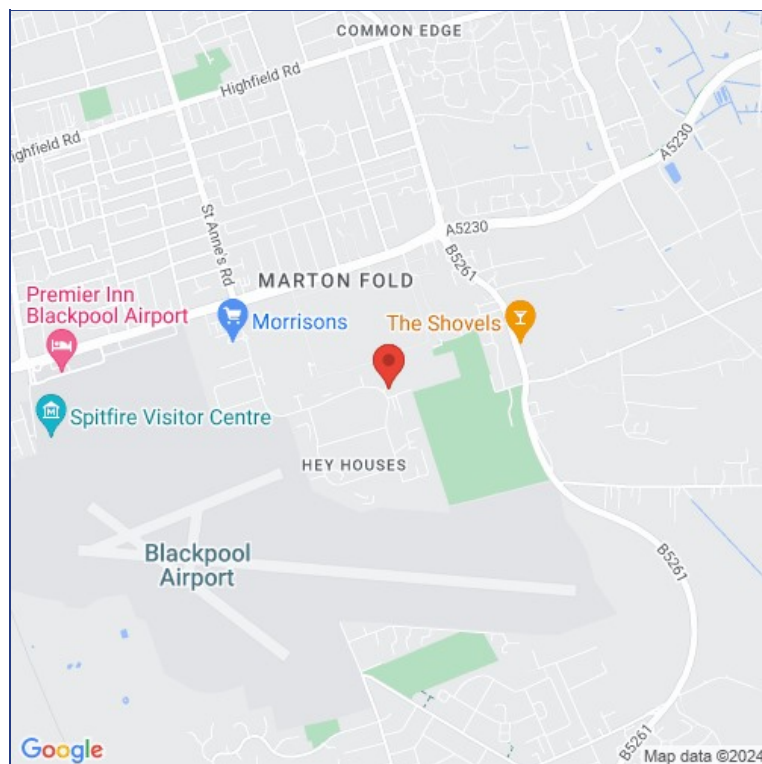 COMMON EDGE
Highfield Rd
Highfield Rd
A5230
St Anne's Rd
A5230
B5261
MARTON FOLD
Premier Inn
Blackpool Airport
Morrisons
The Shovels
Spitfire Visitor Centre
HEY HOUSES
Blackpool
Airport
B5261
B5261
Google
Map data ©2024